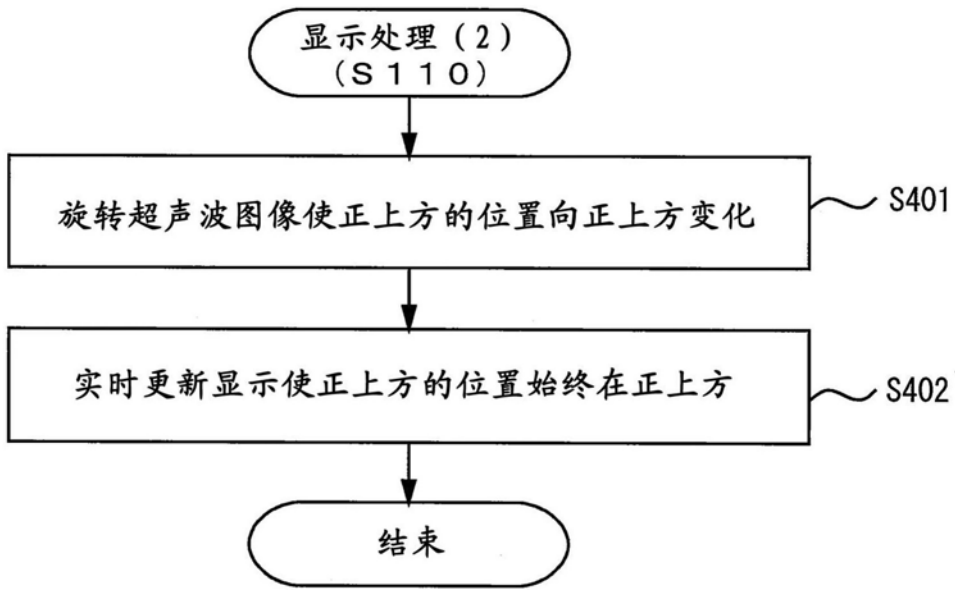 显示处理(2)
(S110)
旋转超声波图像使正上方的位置向正上方变化
S401
实时更新显示使正上方的位置始终在正上方
S402
结束